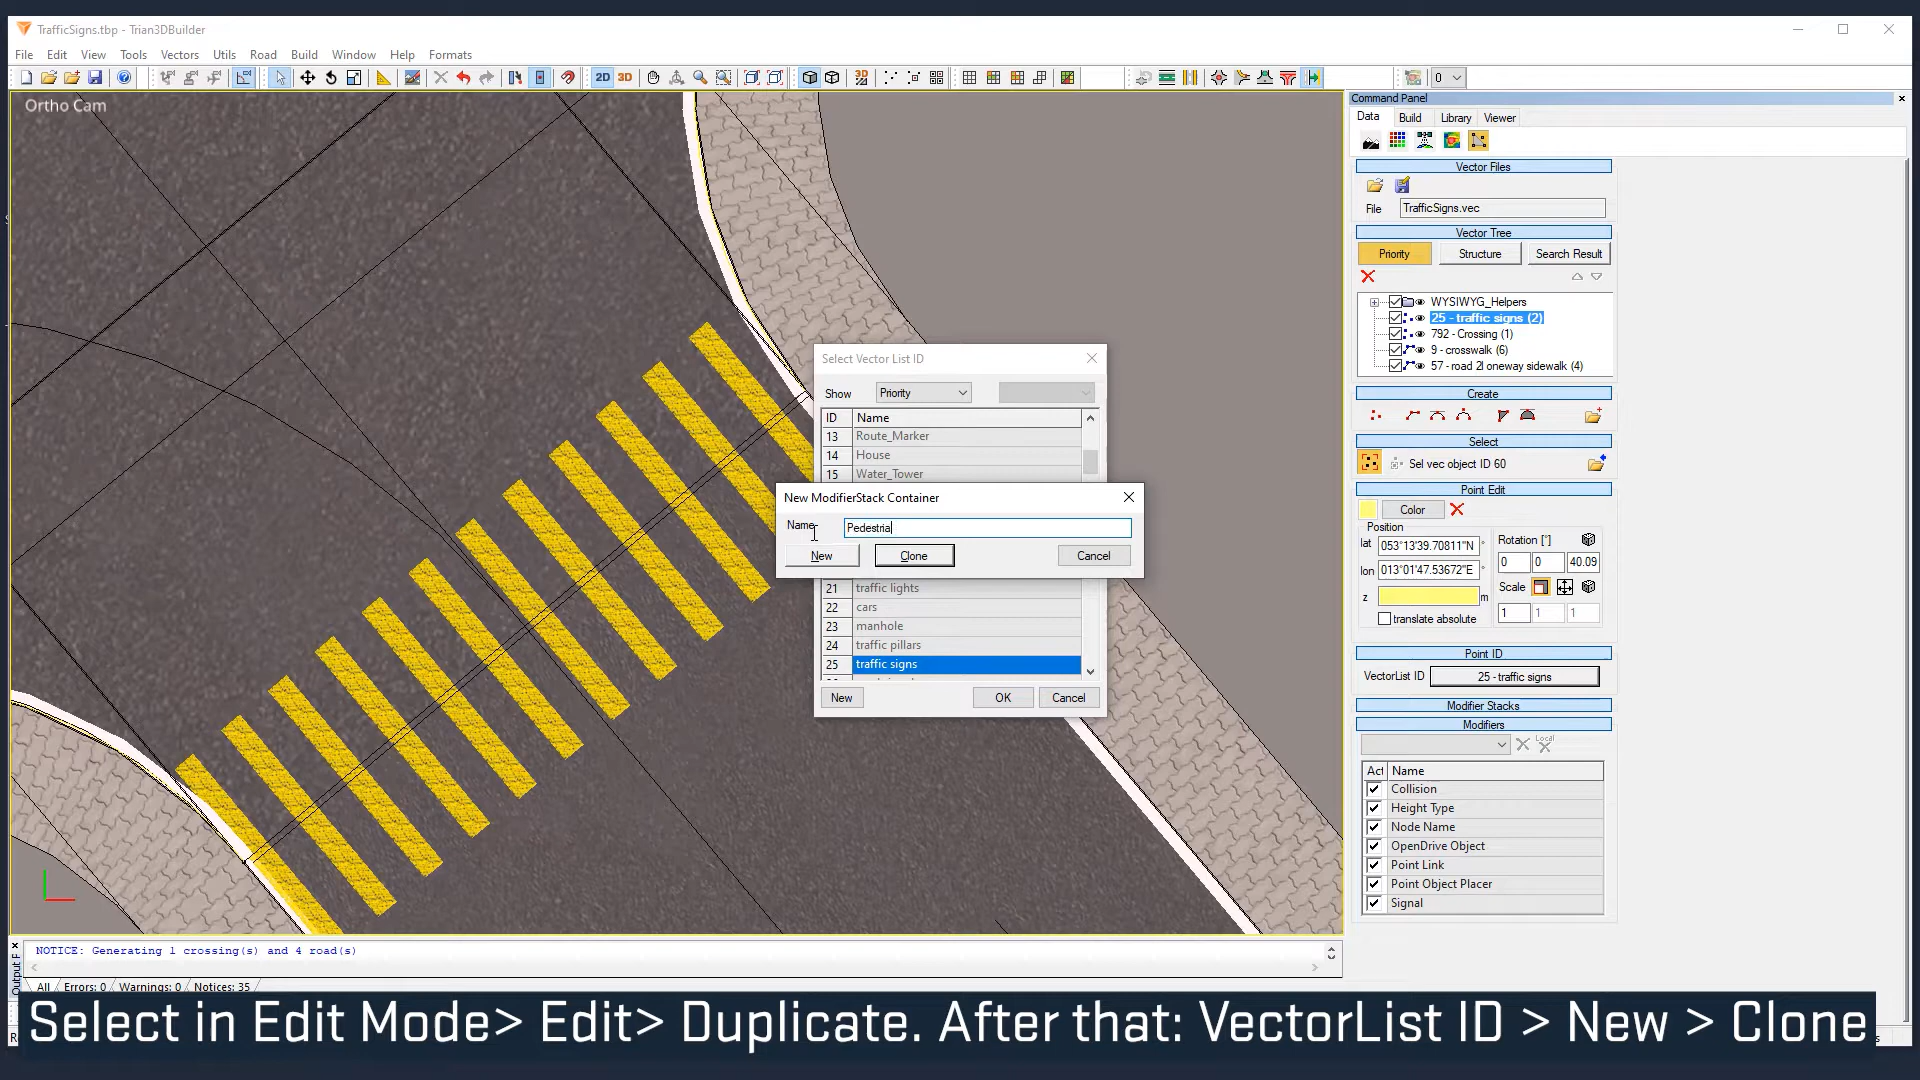 TrafficSigns.tbp - Trian3DBuilder
File Edit View Tools Vectors Utils Road Build Window Help Formats
2D 3D 0
Ortho Cam
Command Panel
Data Build Library Viewer
Vector Files
File TrafficSigns.vec
Vector Tree
Priority Structure Search Result
WYSIWYG_Helpers
25 - traffic signs (2)
792 - Crossing (1)
9 - crosswalk (6)
57 - road 2l oneway sidewalk (4)
Create
Select
Sel vec object ID 60
Point Edit
Color
Position
lat 053°13'39.70811"N
lon 013°01'47.53672"E
z m
translate absolute
Rotation [°]
0 0 40.09
Scale
1 1 1
Point ID
VectorList ID 25 - traffic signs
Modifier Stacks
Modifiers
Local
Act Name
Collision
Height Type
Node Name
OpenDrive Object
Point Link
Point Object Placer
Signal
Select Vector List ID
Show Priority
ID Name
13 Route_Marker
14 House
15 Water_Tower
New ModifierStack Container
Name Pedestria
New Clone Cancel
21 traffic lights
22 cars
23 manhole
24 traffic pillars
25 traffic signs
New OK Cancel
NOTICE: Generating 1 crossing(s) and 4 road(s)
All Errors: 0 Warnings: 0 Notices: 35
Select in Edit Mode> Edit> Duplicate. After that: VectorList ID > New > Clone